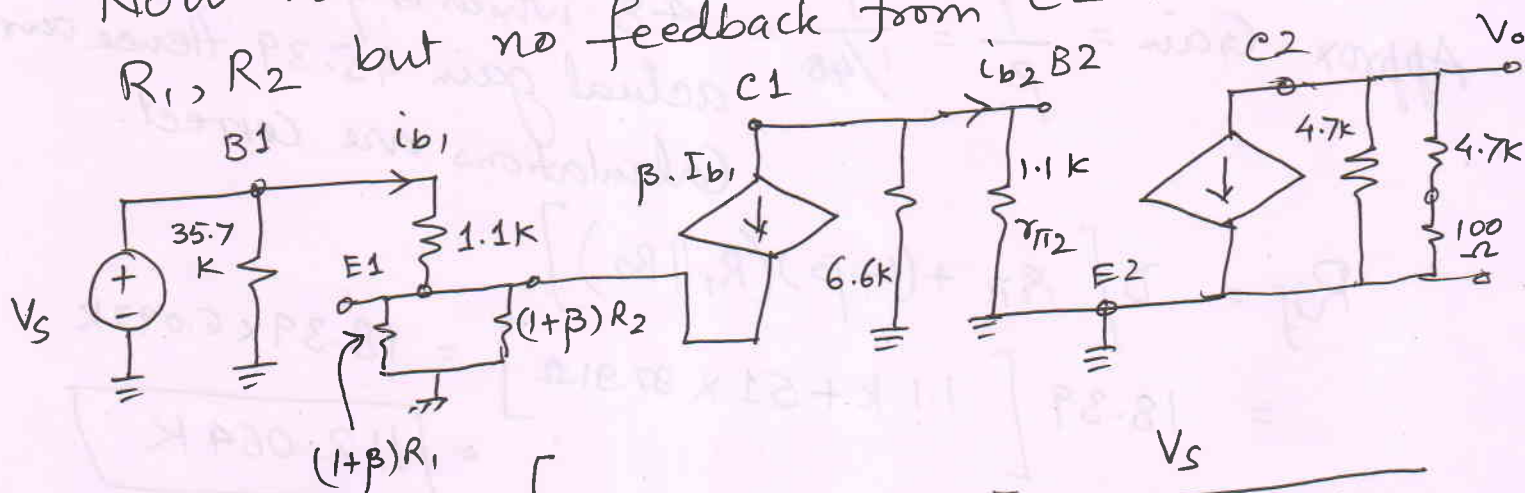 R₁, R₂ but no feedback from
C1
ib₂ B2
C2
Vo
B1
ib₁
β.Ib₁
1.1K
4.7K
4.7K
35.7
K
1.1K
rπ₂
E1
6.6K
E2
100
Ω
Vs
+
-
(1+β)R₂
(1+β)R₁
Vs